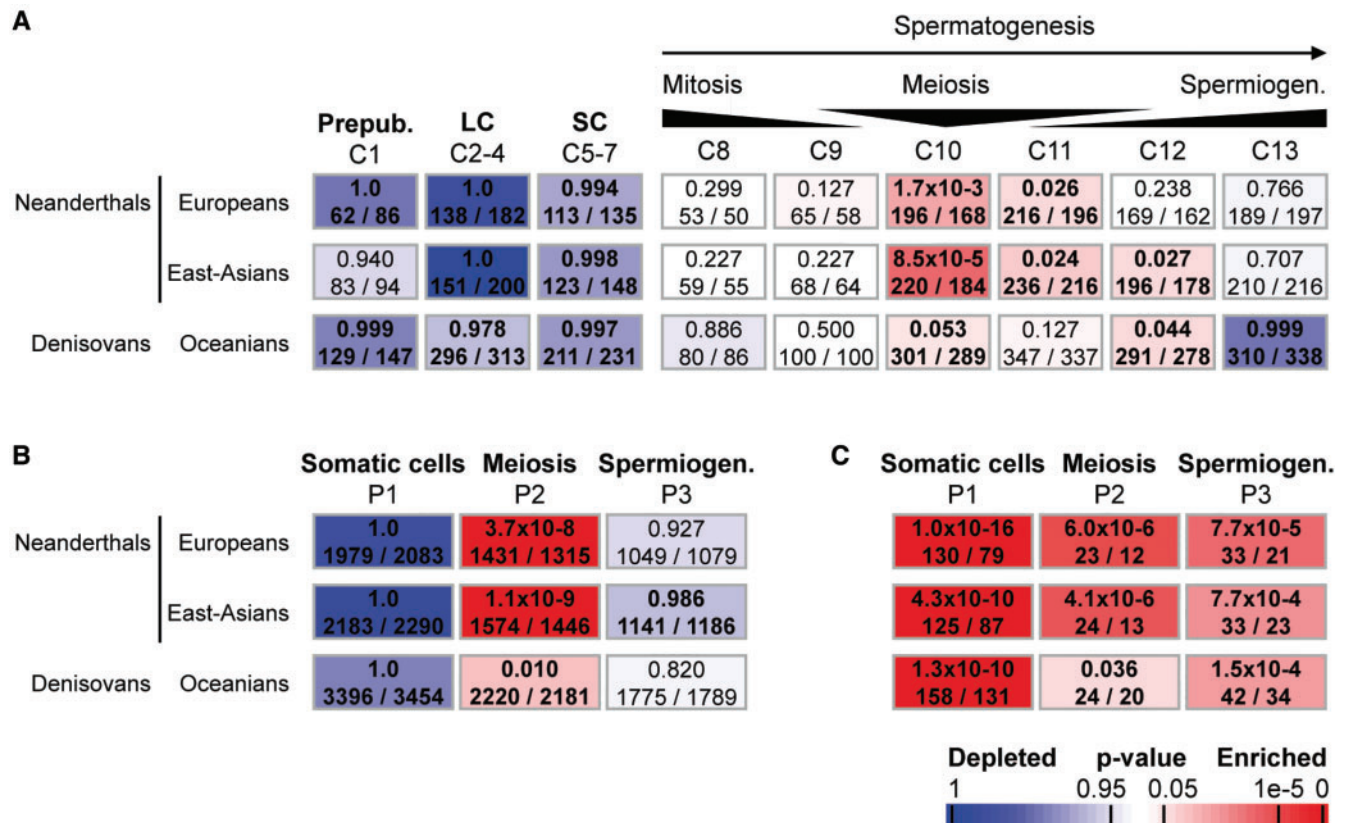 A
Spermatogenesis
Mitosis Meiosis Spermiogen.
Prepub. LC SC
C1 C2-4 C5-7 C8 C9 C10 C11 C12 C13
1.0 1.0 0.994 0.299 0.127 1.7x10-3 0.026 0.238 0.766
Neanderthals Europeans
62 / 86 138 / 182 113 / 135 53 / 50 65 / 58 196 / 168 216 / 196 169 / 162 189 / 197
0.940 1.0 0.998 0.227 0.227 8.5x10-5 0.024 0.027 0.707
East-Asians
83 / 94 151 / 200 123 / 148 59 / 55 68 / 64 220 / 184 236 / 216 196 / 178 210 / 216
0.999 0.978 0.997 0.886 0.500 0.053 0.127 0.044 0.999
Denisovans Oceanians
129 / 147 296 / 313 211 / 231 80 / 86 100 / 100 301 / 289 347 / 337 291 / 278 310 / 338
B
Somatic cells Meiosis Spermiogen.
P1 P2 P3
1.0 3.7x10-8 0.927
Neanderthals Europeans
1979 / 2083 1431 / 1315 1049 / 1079
1.0 1.1x10-9 0.986
East-Asians
2183 / 2290 1574 / 1446 1141 / 1186
1.0 0.010 0.820
Denisovans Oceanians
3396 / 3454 2220 / 2181 1775 / 1789
C
Somatic cells Meiosis Spermiogen.
P1 P2 P3
1.0x10-16 6.0x10-6 7.7x10-5
130 / 79 23 / 12 33 / 21
4.3x10-10 4.1x10-6 7.7x10-4
125 / 87 24 / 13 33 / 23
1.3x10-10 0.036 1.5x10-4
158 / 131 24 / 20 42 / 34
Depleted p-value Enriched
1 0.95 0.05 1e-5 0